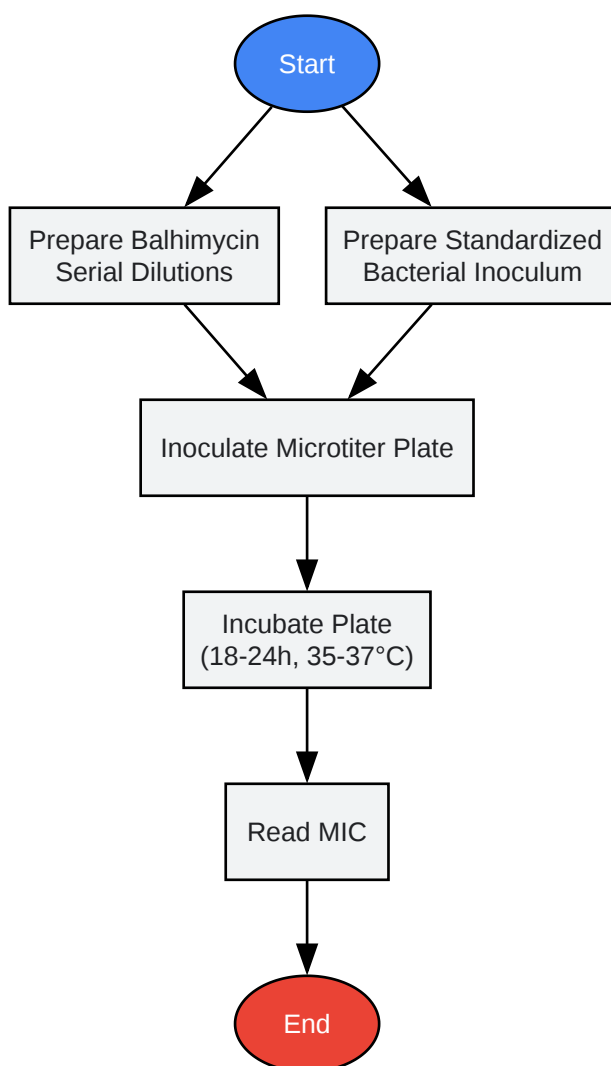 Start
Prepare Balhimycin
Serial Dilutions
Prepare Standardized
Bacterial Inoculum
Inoculate Microtiter Plate
Incubate Plate
(18-24h, 35-37°C)
Read MIC
End